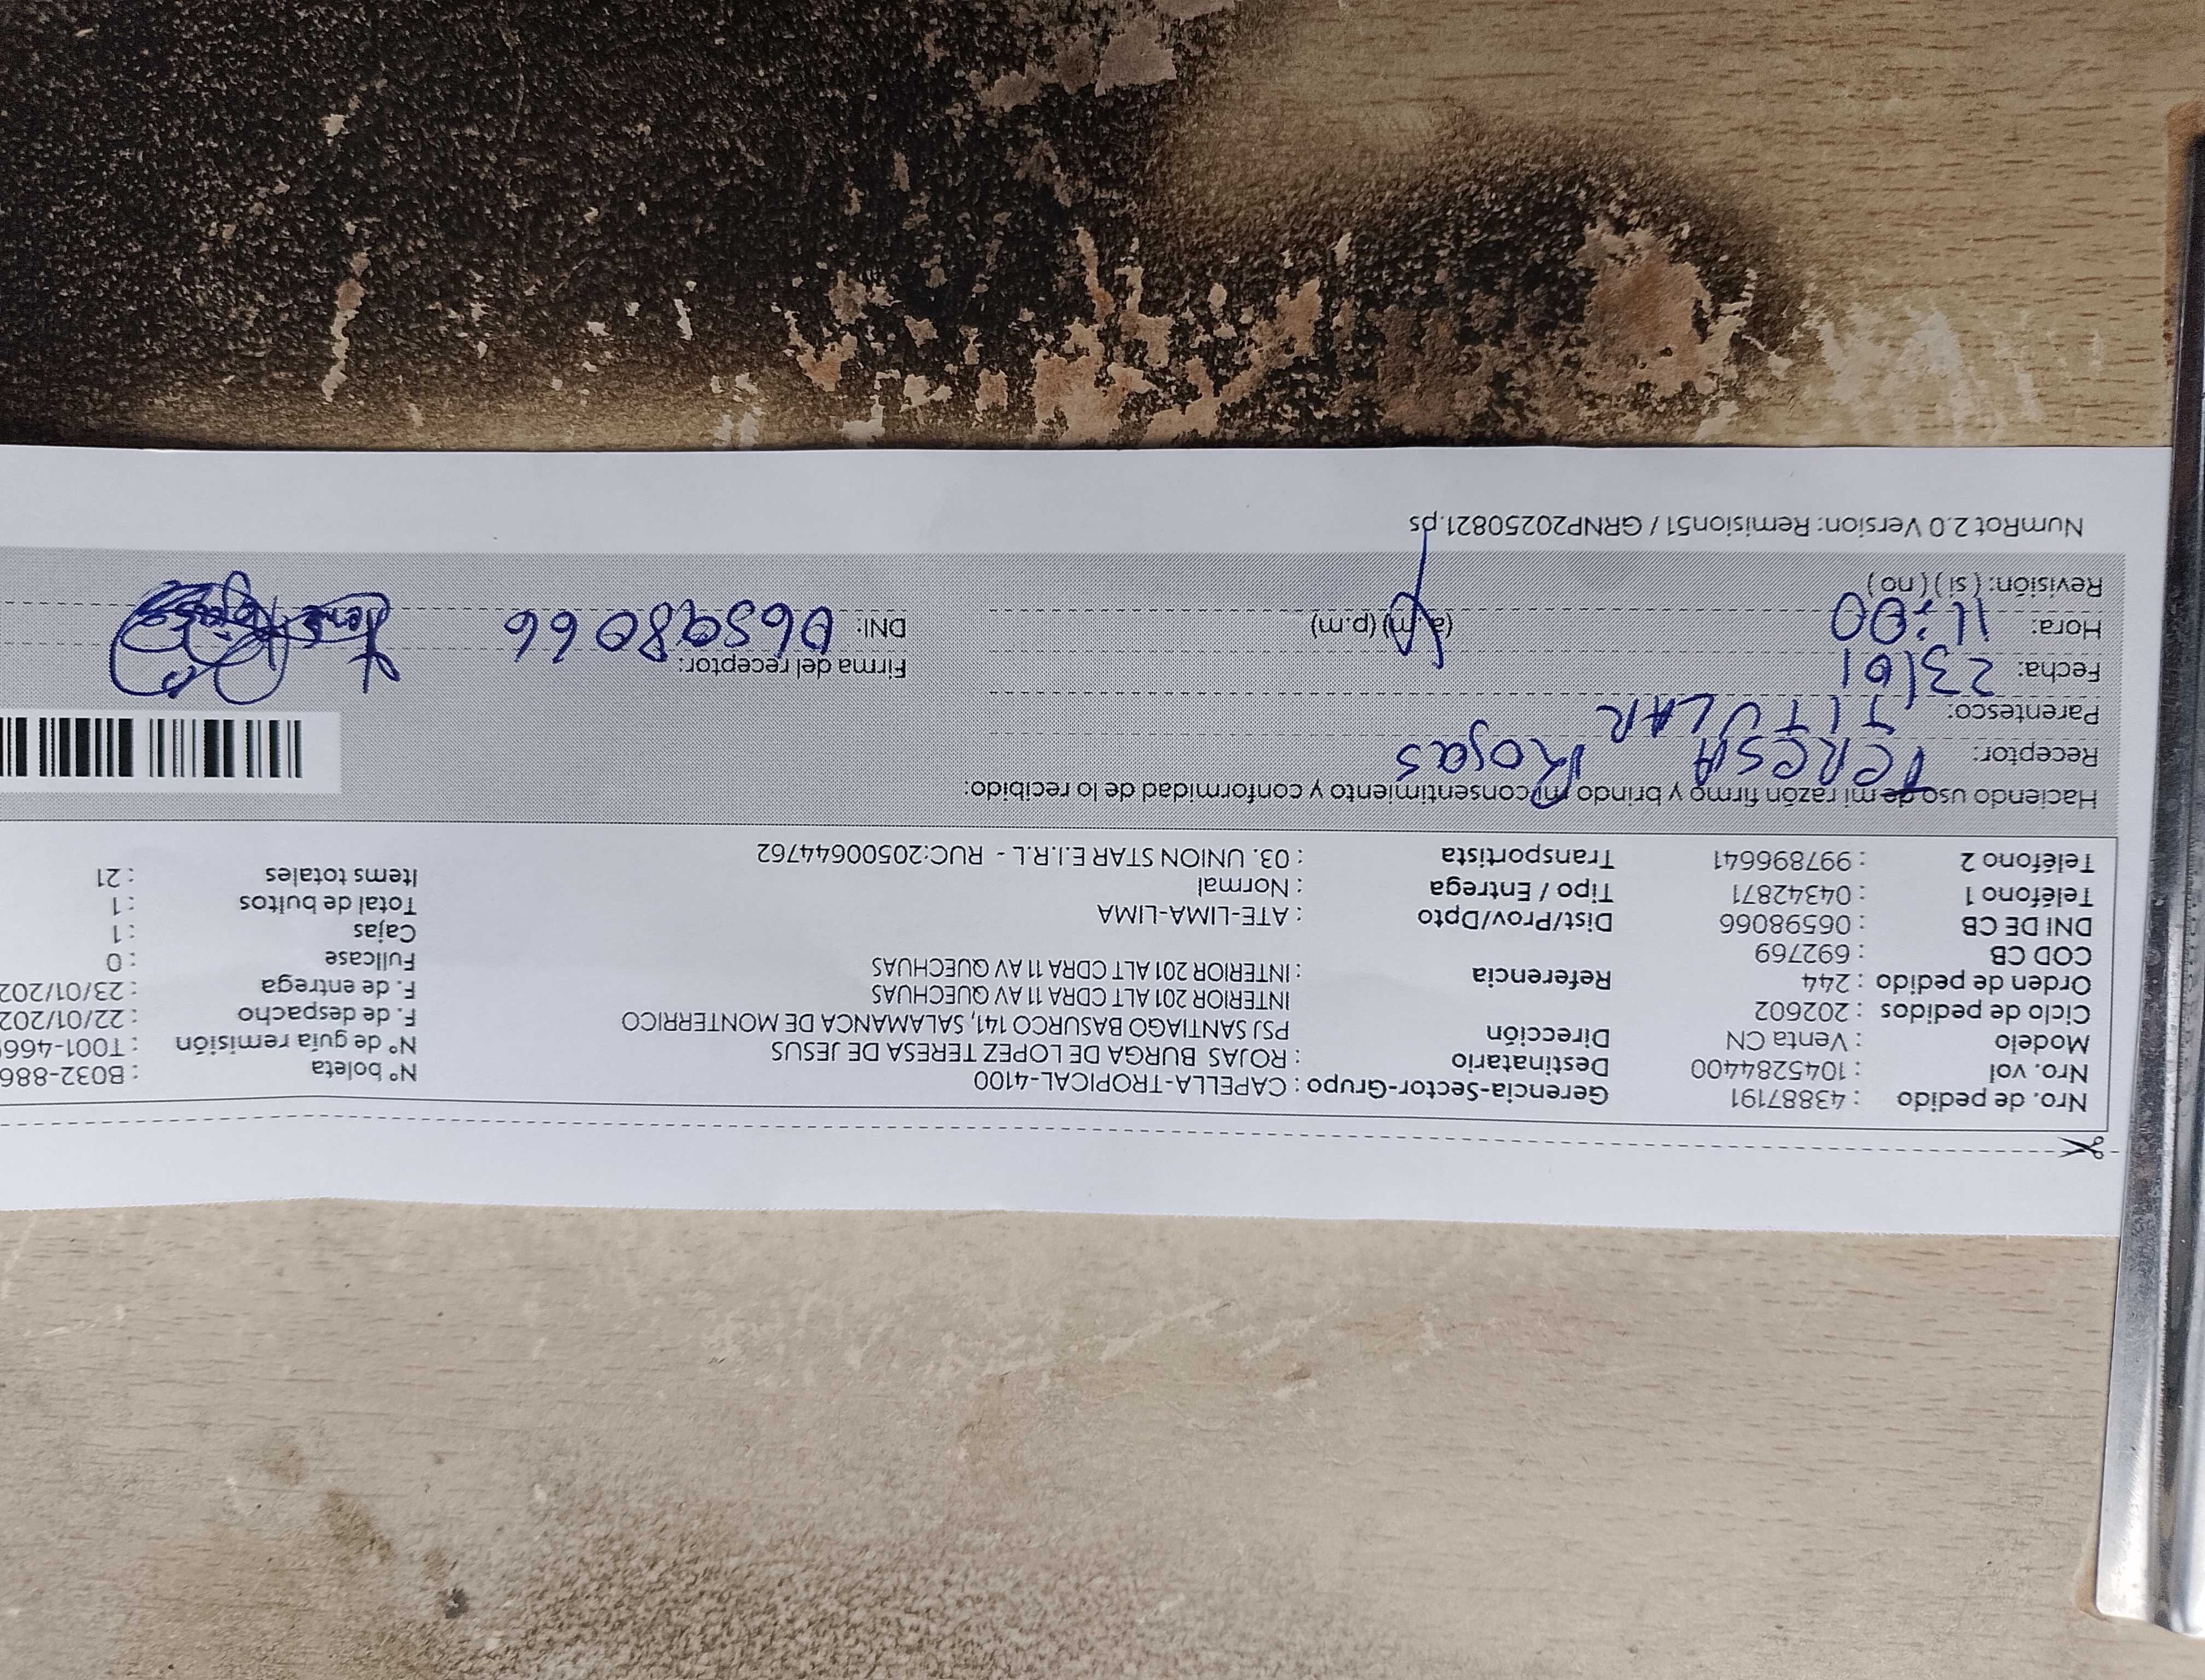 Nro. de pedido : 43887191 Gerencia-Sector-Grupo : CAPELLA-TROPICAL-4100 N° boleta : B032-886
Nro. vol : 1045284400 Destinatario : ROJAS BURGA DE LOPEZ TERESA DE JESUS N° de guía remisión : T001-466
Modelo : Venta CN Dirección PSJ SANTIAGO BASURCO 141, SALAMANCA DE MONTERRICO F. de despacho : 22/01/202
Ciclo de pedidos : 202602 INTERIOR 201 ALT CDRA 11 AV QUECHUAS F. de entrega : 23/01/202
Orden de pedido : 244 Referencia : INTERIOR 201 ALT CDRA 11 AV QUECHUAS Fullcase : 0
COD CB : 692769 Cajas : 1
DNI DE CB : 06598066 Dist/Prov/Dpto : ATE-LIMA-LIMA Total de bultos : 1
Teléfono 1 : 04342871 Tipo / Entrega : Normal Items totales : 21
Teléfono 2 : 997896641 Transportista : 03. UNION STAR E.I.R.L - RUC:20500644762
Haciendo uso de mi razón firmo y brindo mi consentimiento y conformidad de lo recibido:
Receptor: TERESA Rojas
Parentesco: TITULAR
Fecha: 23/01 Firma del receptor:
Hora: 11:00 (a.m) (p.m) DNI: 06598066
Revisión: ( si ) ( no )
NumRot 2.0 Version: Remision51 / GRNP20250821.ps